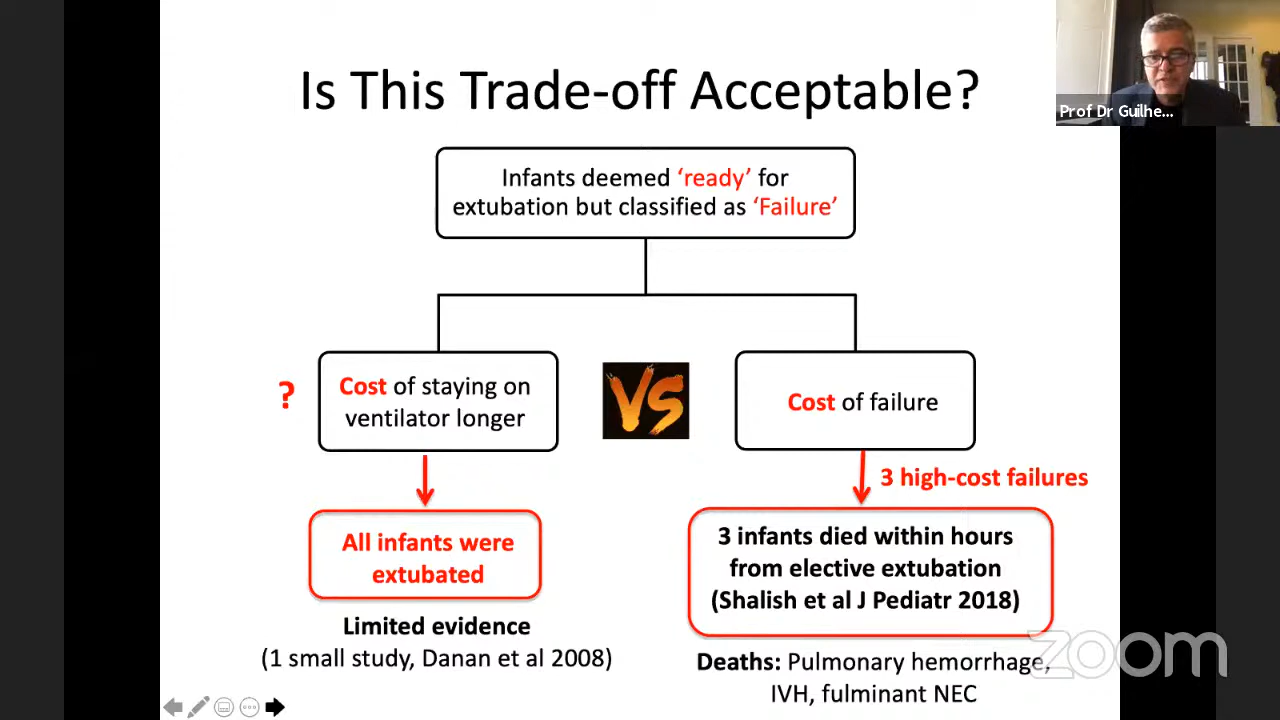 Is This Trade-off Acceptable?
Prof Dr Guilhe...
Infants deemed ‘ready’ for
extubation but classified as ‘Failure’
?
Cost of staying on
ventilator longer
VS
Cost of failure
3 high-cost failures
All infants were
extubated
3 infants died within hours
from elective extubation
(Shalish et al J Pediatr 2018)
Limited evidence
(1 small study, Danan et al 2008)
zoom
Deaths: Pulmonary hemorrhage,
IVH, fulminant NEC